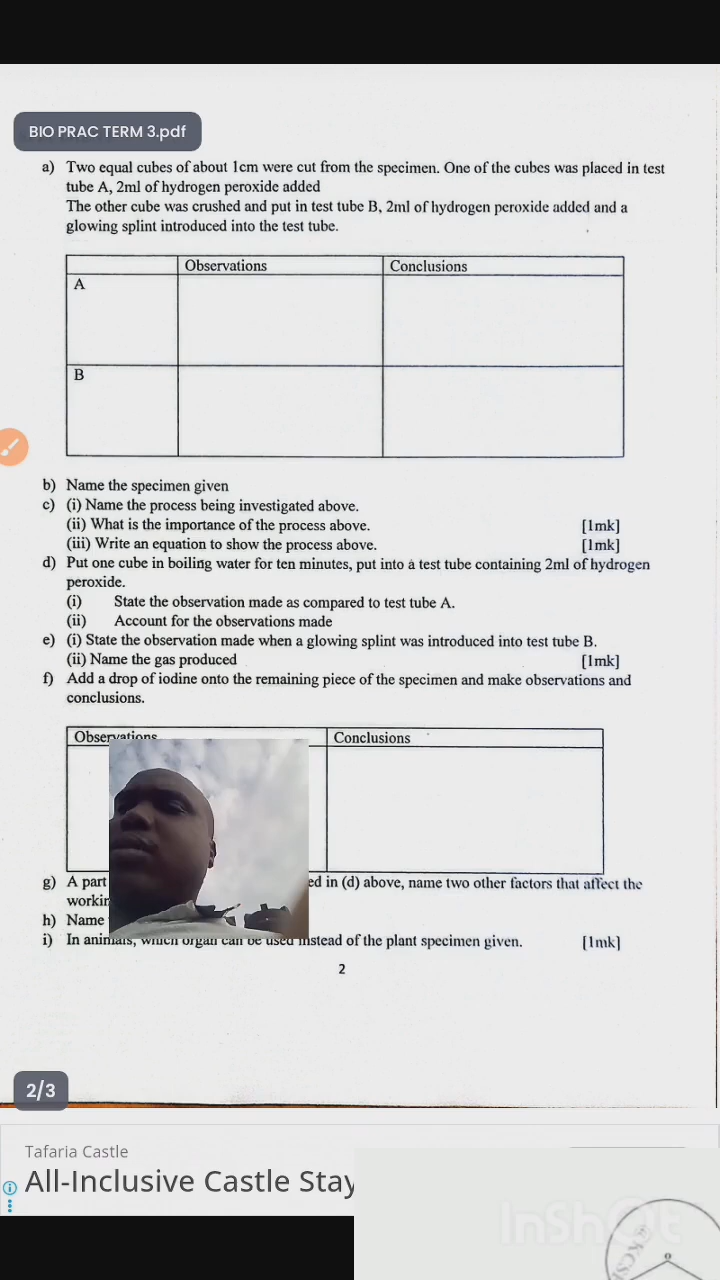 BIO PRAC TERM 3.pdf
a) Two equal cubes of about 1cm were cut from the specimen. One of the cubes was placed in test
tube A, 2ml of hydrogen peroxide added
The other cube was crushed and put in test tube B, 2ml of hydrogen peroxide added and a
glowing splint introduced into the test tube.
Observations Conclusions
A
B
b) Name the specimen given
c) (i) Name the process being investigated above.
(ii) What is the importance of the process above. [1mk]
(iii) Write an equation to show the process above. [1mk]
d) Put one cube in boiling water for ten minutes, put into a test tube containing 2ml of hydrogen
peroxide.
(i) State the observation made as compared to test tube A.
(ii) Account for the observations made
e) (i) State the observation made when a glowing splint was introduced into test tube B.
(ii) Name the gas produced [1mk]
f) Add a drop of iodine onto the remaining piece of the specimen and make observations and
conclusions.
Observations Conclusions
g) A part ed in (d) above, name two other factors that affect the
workin
h) Name
i) In animals, which organ can be used instead of the plant specimen given. [1mk]
2
2/3
Tafaria Castle
All-Inclusive Castle Stay
InShOt
@KCSE